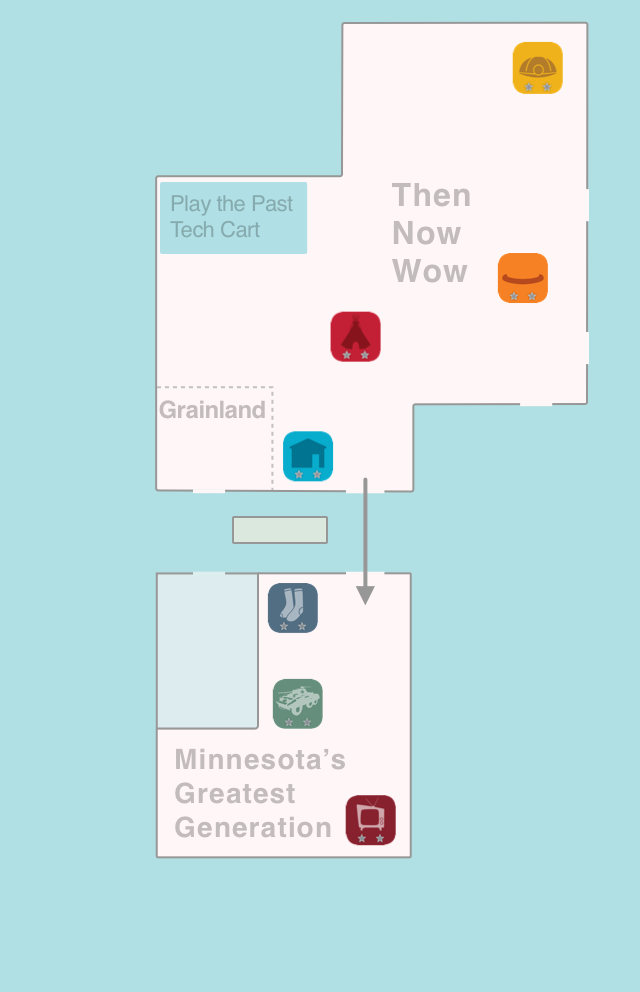 Then
Now
Wow
Play the Past
Tech Cart
Grainland
Minnesota's
Greatest
Generation